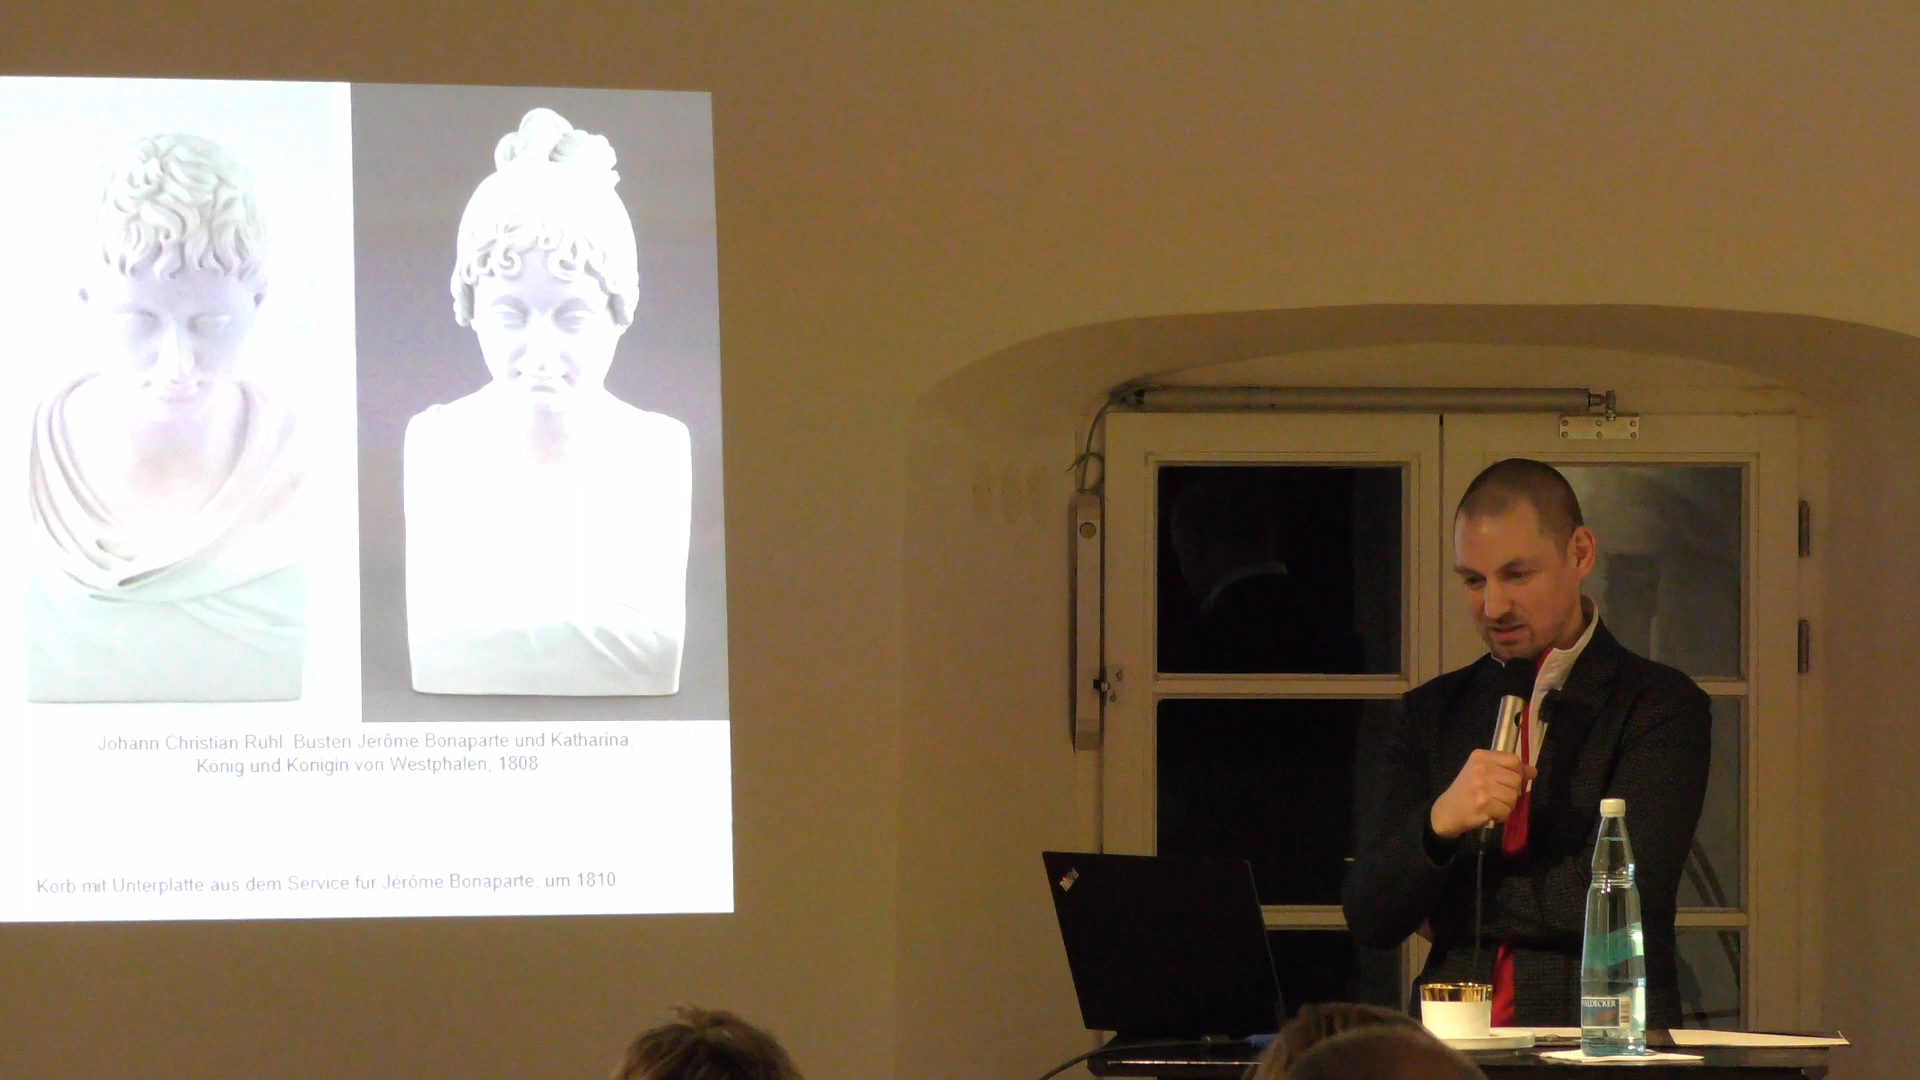 Johann Christian Ruhl. Busten Jerôme Bonaparte und Katharina,
König und Konigin von Westphalen, 1808
Korb mit Unterplatte aus dem Service fur Jérôme Bonaparte, um 1810